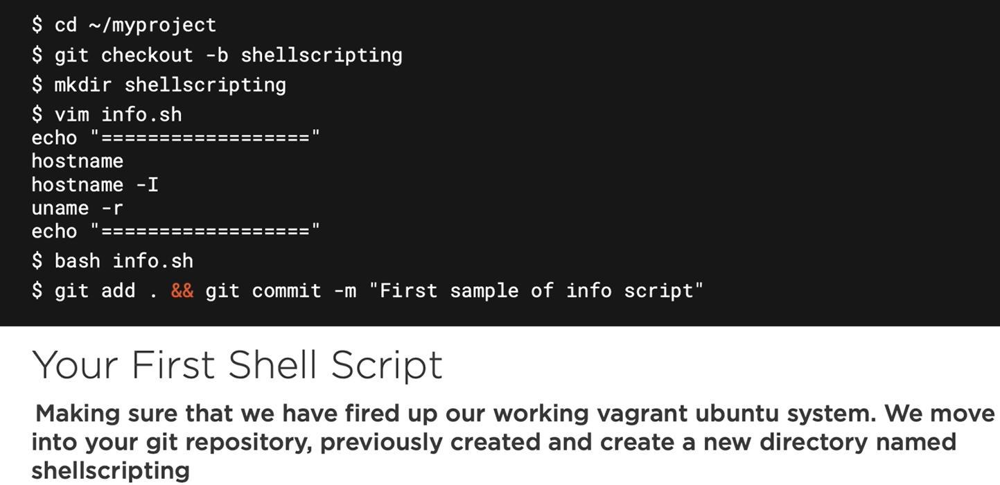 $ cd ~/myproject
$ git checkout -b shellscripting
$ mkdir shellscripting
$ vim info.sh
echo "=================="
hostname
hostname -I
uname -r
echo "=================="
$ bash info.sh
$ git add . && git commit -m "First sample of info script"
Your First Shell Script
Making sure that we have fired up our working vagrant ubuntu system. We move
into your git repository, previously created and create a new directory named
shellscripting